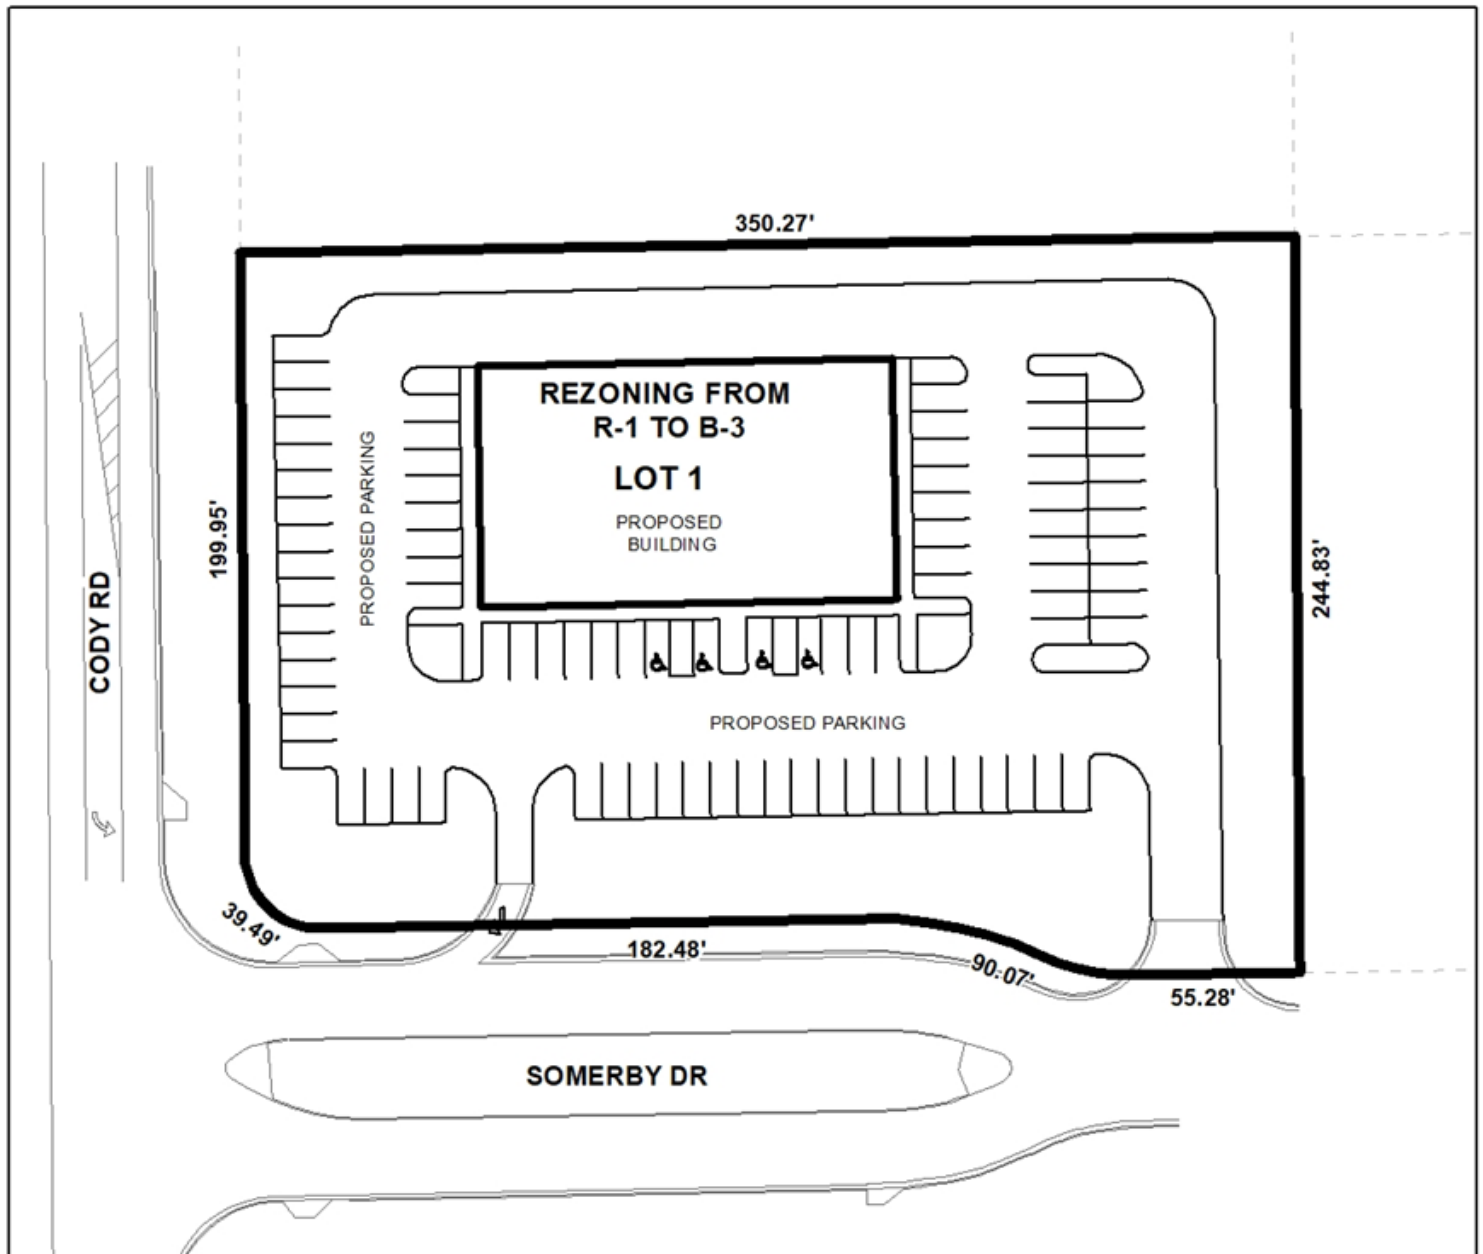 350.27'
REZONING FROM
R-1 TO B-3
LOT 1
PROPOSED
BUILDING
PROPOSED PARKING
199.95'
CODY RD
244.83'
PROPOSED PARKING
39.49'
182.48'
90.07'
55.28'
SOMERBY DR